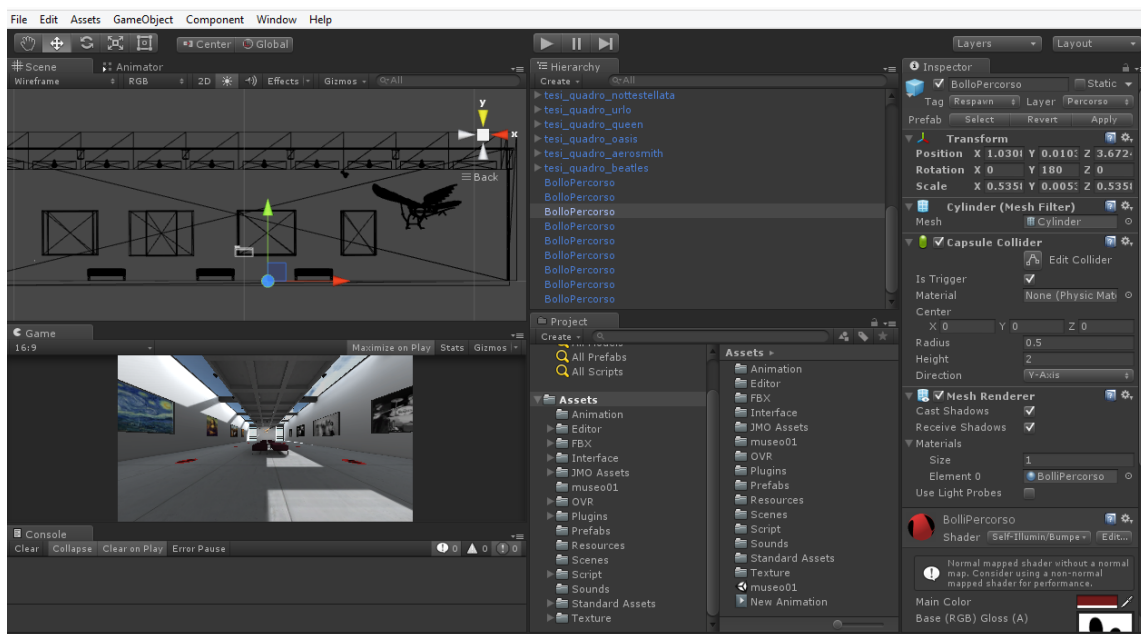 File Edit Assets GameObject Component Window Help
Center Global
Layers Layout
Scene Animator
Wireframe RGB 2D Effects Gizmos All
y
x
Back
Game
16:9 Maximize on Play Stats Gizmos
Console
Clear Collapse Clear on Play Error Pause 0 0 0
Hierarchy
Create All
tesi_quadro_nottestellata
tesi_quadro_urlo
tesi_quadro_queen
tesi_quadro_oasis
tesi_quadro_aerosmith
tesi_quadro_beatles
BolloPercorso
BolloPercorso
BolloPercorso
BolloPercorso
BolloPercorso
BolloPercorso
BolloPercorso
BolloPercorso
BolloPercorso
Project
Create
All Models
All Prefabs
All Scripts
Assets
Animation
Editor
FBX
Interface
JMO Assets
museo01
OVR
Plugins
Prefabs
Resources
Scenes
Script
Sounds
Standard Assets
Texture
Assets
Animation
Editor
FBX
Interface
JMO Assets
museo01
OVR
Plugins
Prefabs
Resources
Scenes
Script
Sounds
Standard Assets
Texture
museo01
New Animation
Inspector
BolloPercorso Static
Tag Respawn Layer Percorso
Prefab Select Revert Apply
Transform
Position X 1.030 Y 0.010 Z 3.672
Rotation X 0 Y 180 Z 0
Scale X 0.535 Y 0.005 Z 0.535
Cylinder (Mesh Filter)
Mesh Cylinder
Capsule Collider
Edit Collider
Is Trigger
Material None (Physic Mat
Center
X 0 Y 0 Z 0
Radius 0.5
Height 2
Direction Y-Axis
Mesh Renderer
Cast Shadows
Receive Shadows
Materials
Size 1
Element 0 BolliPercorso
Use Light Probes
BolliPercorso
Shader Self-Illumin/Bumpe Edit...
Normal mapped shader without a normal
map. Consider using a non-normal
mapped shader for performance.
Main Color
Base (RGB) Gloss (A)